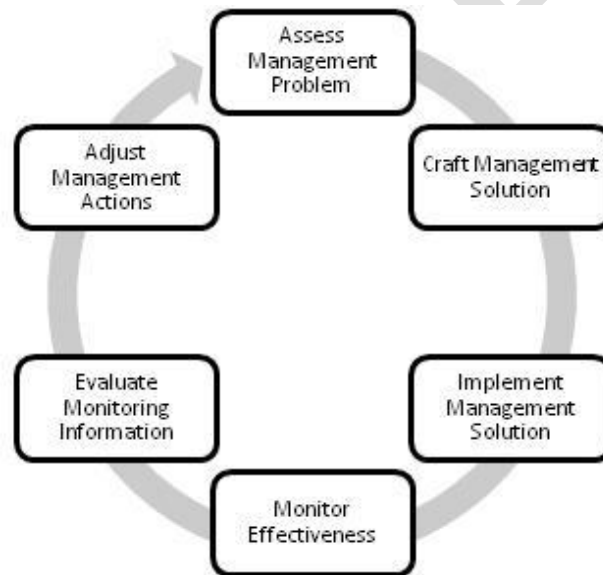 Assess
Management
Problem
Craft Management
Solution
Implement
Management
Solution
Monitor
Effectiveness
Evaluate
Monitoring
Information
Adjust
Management
Actions